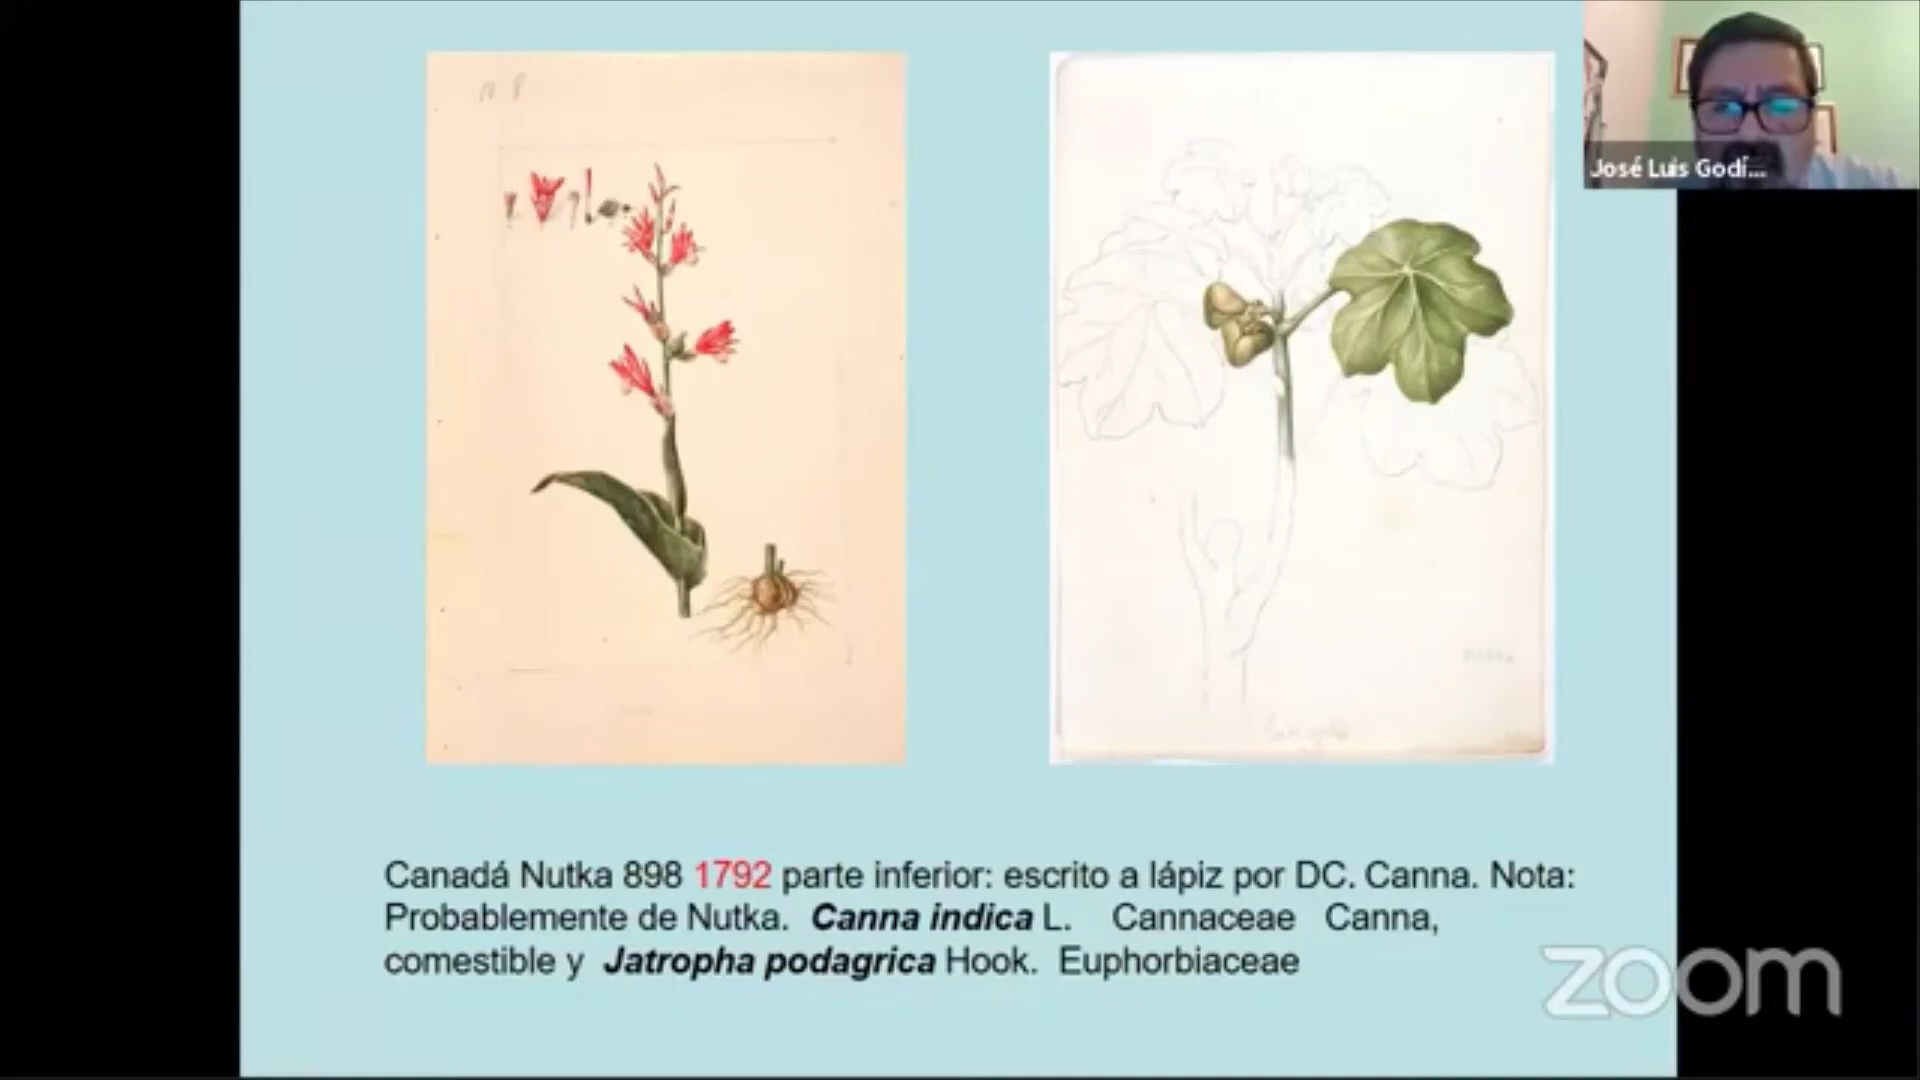 José Luis Godí...
Canadá Nutka 898 1792 parte inferior: escrito a lápiz por DC. Canna. Nota:
Probablemente de Nutka. Canna indica L. Cannaceae Canna,
comestible y Jatropha podagrica Hook. Euphorbiaceae
zoom